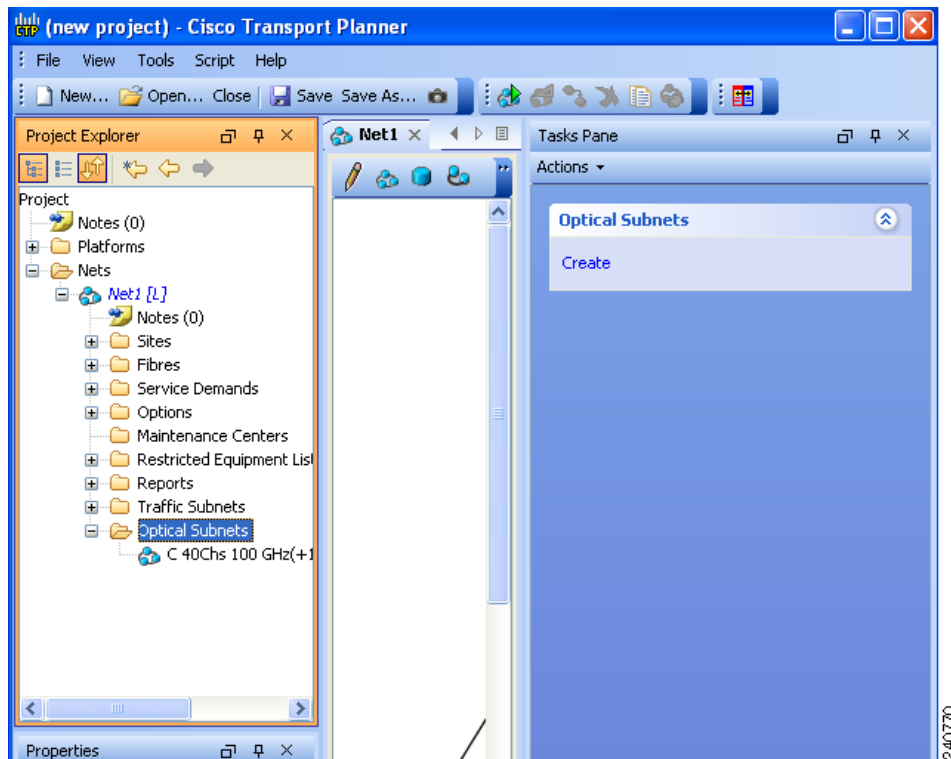 CTP (new project) - Cisco Transport Planner
File View Tools Script Help
New... Open... Close Save Save As...
Project Explorer
Project
Notes (0)
Platforms
Nets
Net1 [L]
Notes (0)
Sites
Fibres
Service Demands
Options
Maintenance Centers
Restricted Equipment List
Reports
Traffic Subnets
Optical Subnets
C 40Chs 100 GHz(+1
Properties
Net1
Tasks Pane
Actions
Optical Subnets
Create
240770